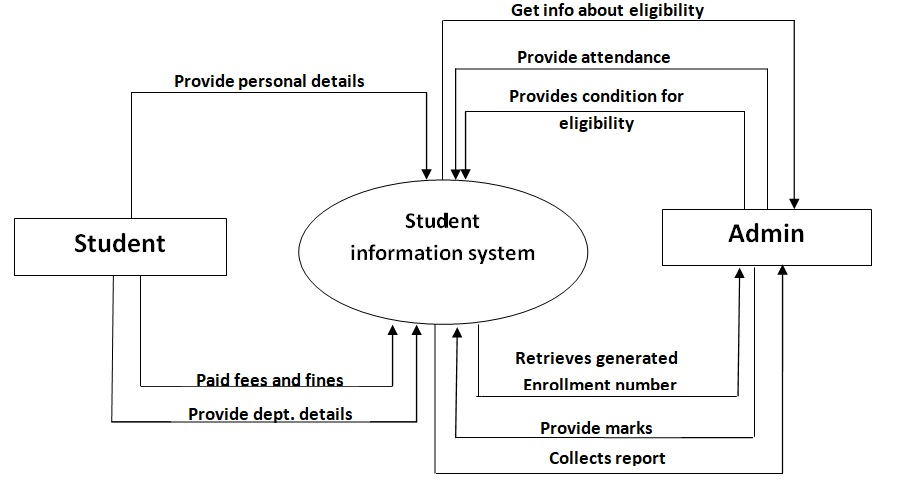 Get info about eligibility
Provide attendance
Provide personal details
Provides condition for
eligibility
Student
information system
Student
Admin
Retrieves generated
Enrollment number
Paid fees and fines
Provide dept. details
Provide marks
Collects report